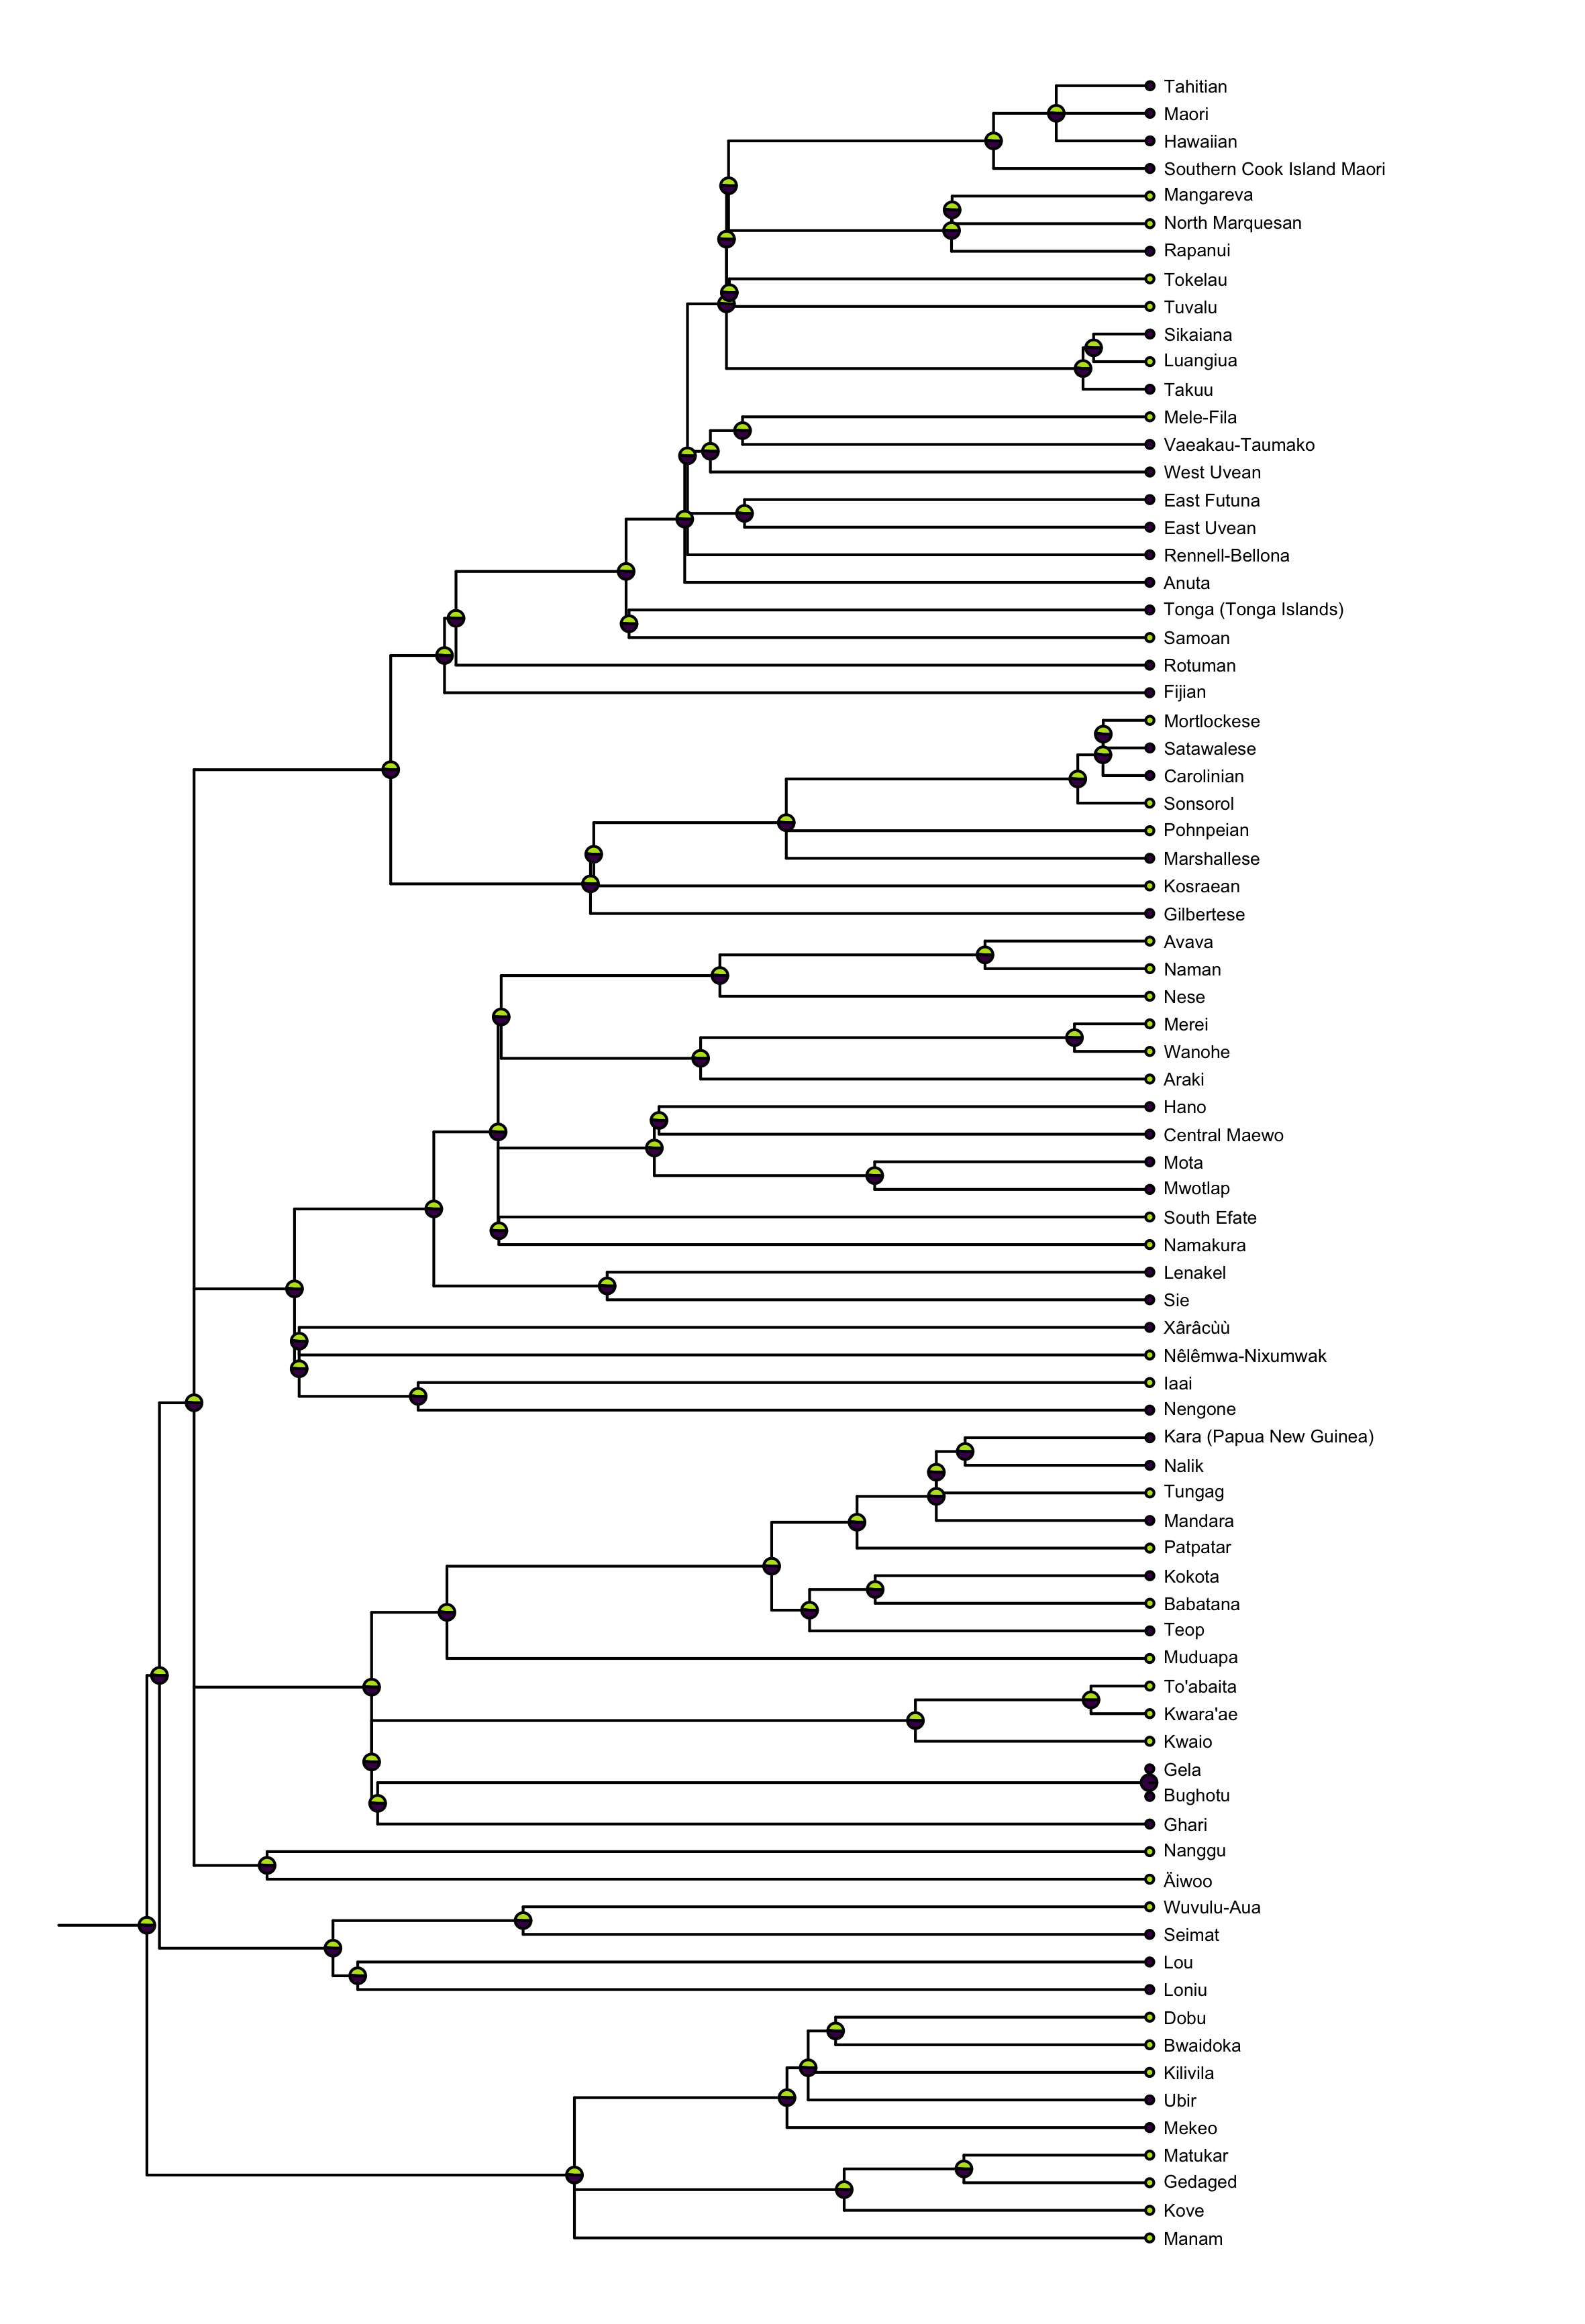 Tahitian
Maori
Hawaiian
Southern Cook Island Maori
Mangareva
North Marquesan
Rapanui
Tokelau
Tuvalu
Sikaiana
Luangiua
Takuu
Mele-Fila
Vaeakau-Taumako
West Uvean
East Futuna
East Uvean
Rennell-Bellona
Anuta
Tonga (Tonga Islands)
Samoan
Rotuman
Fijian
Mortlockese
Satawalese
Carolinian
Sonsorol
Pohnpeian
Marshallese
Kosraean
Gilbertese
Avava
Naman
Nese
Merei
Wanohe
Araki
Hano
Central Maewo
Mota
Mwotlap
South Efate
Namakura
Lenakel
Sie
Xârâcùù
Nêlêmwa-Nixumwak
Iaai
Nengone
Kara (Papua New Guinea)
Nalik
Tungag
Mandara
Patpatar
Kokota
Babatana
Teop
Muduapa
To'abaita
Kwara'ae
Kwaio
Gela
Bughotu
Ghari
Nanggu
Äiwoo
Wuvulu-Aua
Seimat
Lou
Loniu
Dobu
Bwaidoka
Kilivila
Ubir
Mekeo
Matukar
Gedaged
Kove
Manam